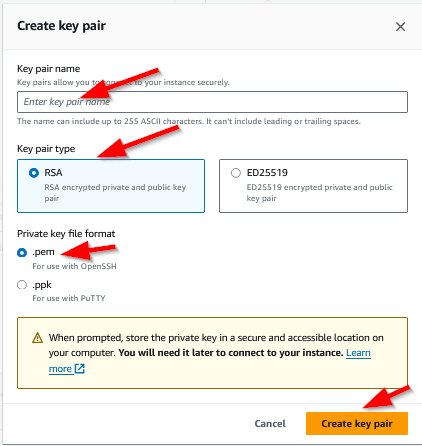 Create key pair
Key pair name
Key pairs allow you to connect to your instance securely.
Enter key pair name
The name can include up to 255 ASCII characters. It can't include leading or trailing spaces.
Key pair type
RSA
RSA encrypted private and public key
pair
ED25519
ED25519 encrypted private and public
key pair
Private key file format
.pem
For use with OpenSSH
.ppk
For use with PuTTY
When prompted, store the private key in a secure and accessible location on
your computer. You will need it later to connect to your instance. Learn
more
Cancel
Create key pair